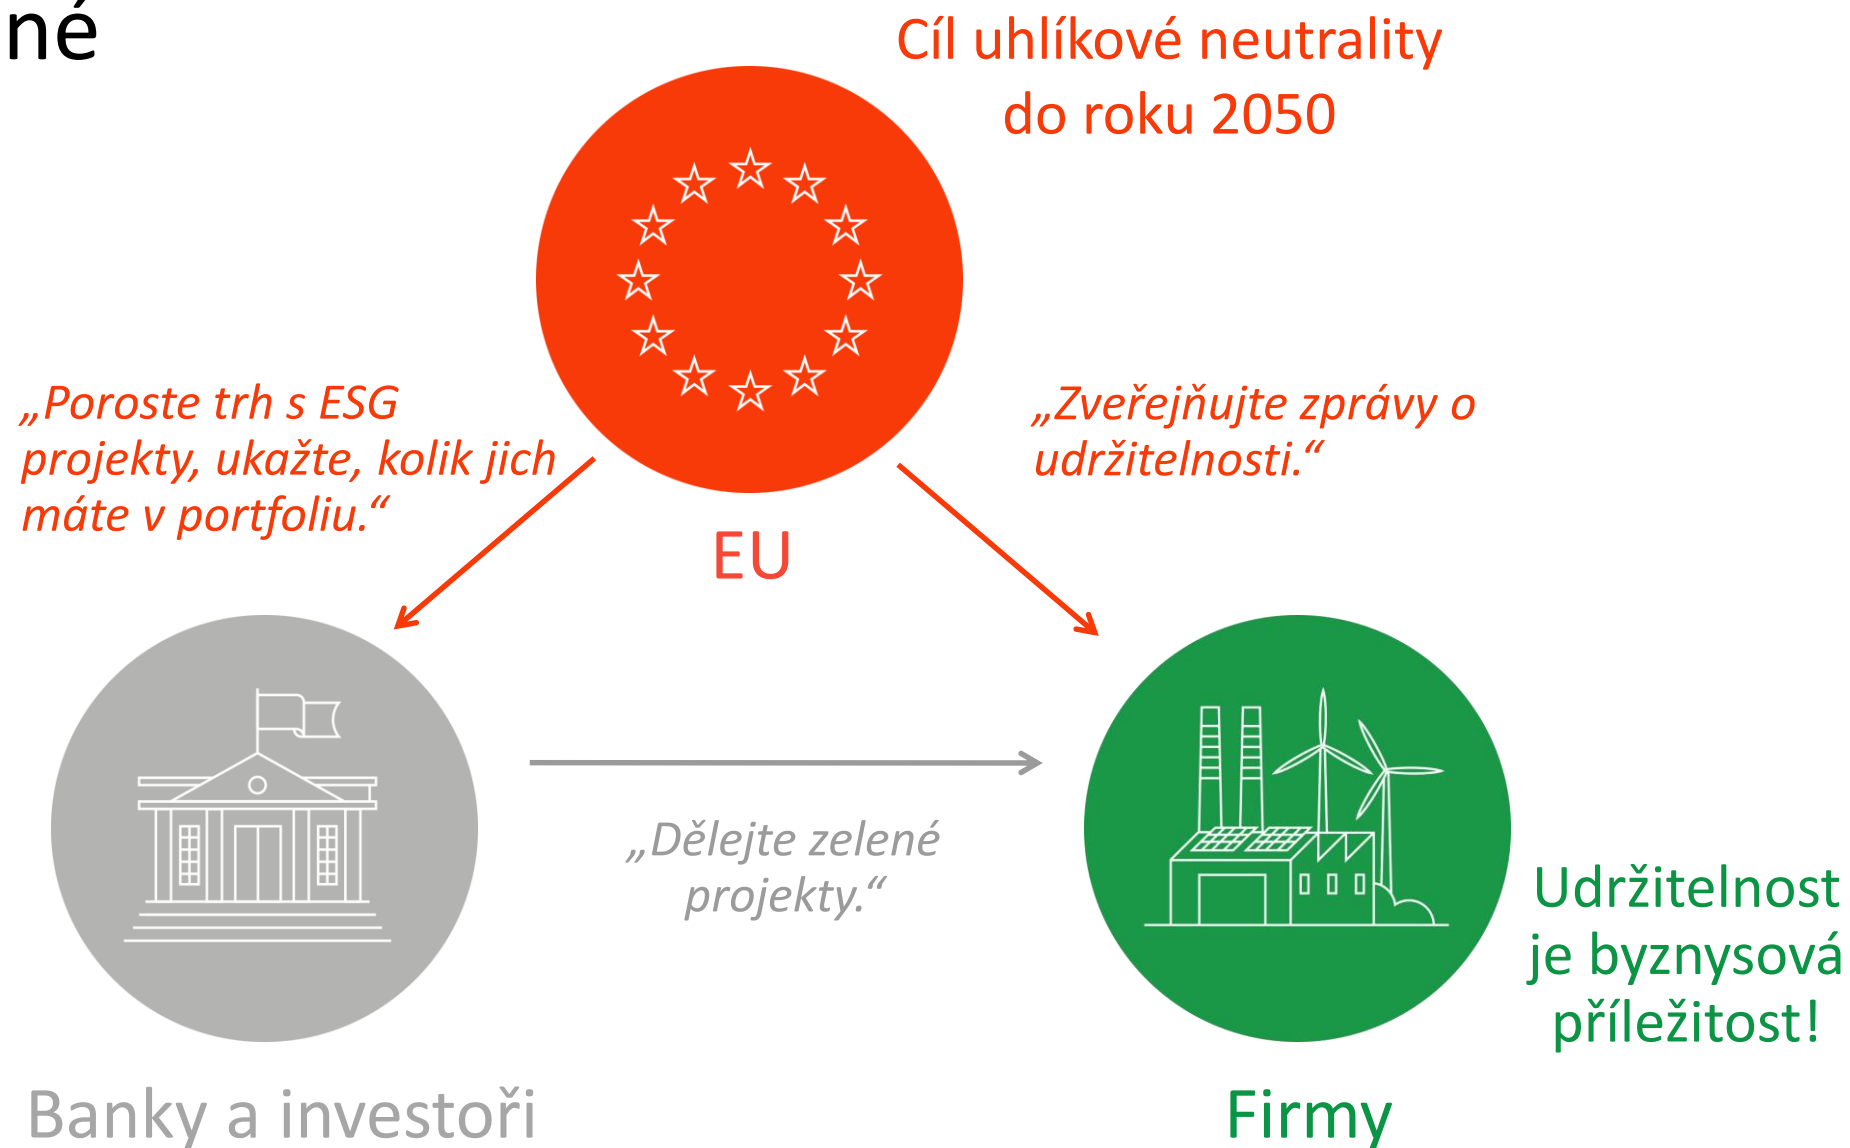 né
Cíl uhlíkové neutrality
do roku 2050
„Poroste trh s ESG
projekty, ukažte, kolik jich
máte v portfoliu.“
„Zveřejňujte zprávy o
udržitelnosti.“
EU
„Dělejte zelené
projekty.“
Udržitelnost
je byznysová
příležitost!
Banky a investoři
Firmy